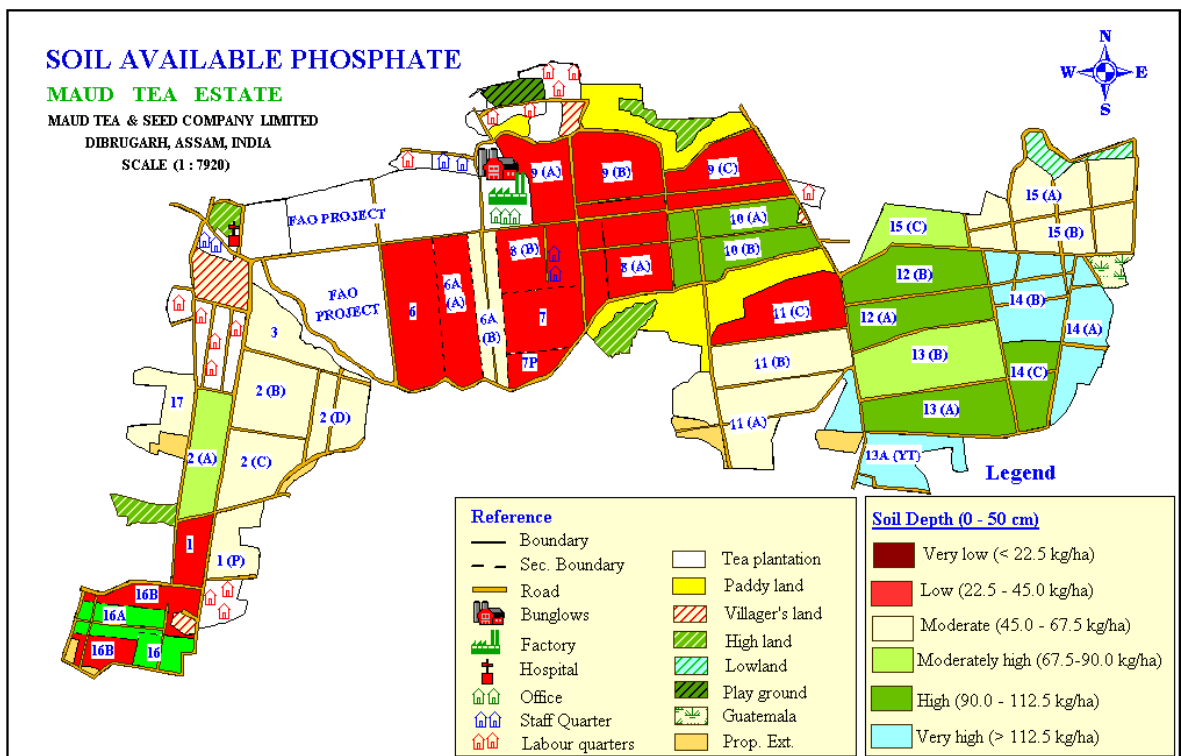 SOIL AVAILABLE PHOSPHATE
MAUD TEA ESTATE
MAUD TEA & SEED COMPANY LIMITED
DIBRUGARH, ASSAM, INDIA
SCALE (1 : 7920)
N
W E
S
9 (A)
9 (B)
9 (C)
15 (A)
FAO PROJECT
10 (A)
15 (C)
15 (B)
8 (B)
10 (B)
8 (A)
12 (B)
6A (A)
FAO PROJECT
6
6A (B)
7
11 (C)
12 (A)
14 (B)
14 (A)
3
7P
11 (B)
13 (B)
14 (C)
17
2 (B)
2 (D)
11 (A)
13 (A)
2 (A)
2 (C)
13A (YT)
1
1 (P)
16B
16A
16B
16
Legend
Reference
Boundary
Sec. Boundary
Road
Bunglows
Factory
Hospital
Office
Staff Quarter
Labour quarters
Tea plantation
Paddy land
Villager's land
High land
Lowland
Play ground
Guatemala
Prop. Ext.
Soil Depth (0 - 50 cm)
Very low (< 22.5 kg/ha)
Low (22.5 - 45.0 kg/ha)
Moderate (45.0 - 67.5 kg/ha)
Moderately high (67.5-90.0 kg/ha)
High (90.0 - 112.5 kg/ha)
Very high (> 112.5 kg/ha)